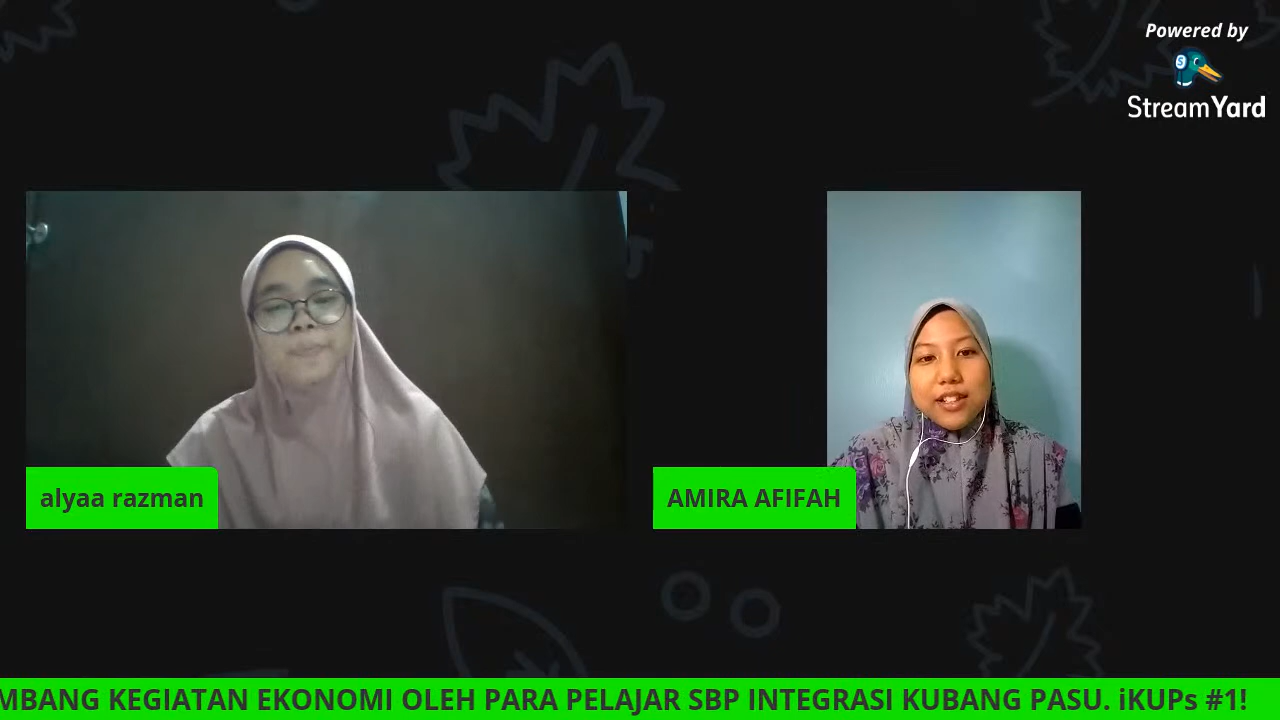 Powered by
StreamYard
alyaa razman
AMIRA AFIFAH
MBANG KEGIATAN EKONOMI OLEH PARA PELAJAR SBP INTEGRASI KUBANG PASU. iKUPs #1!